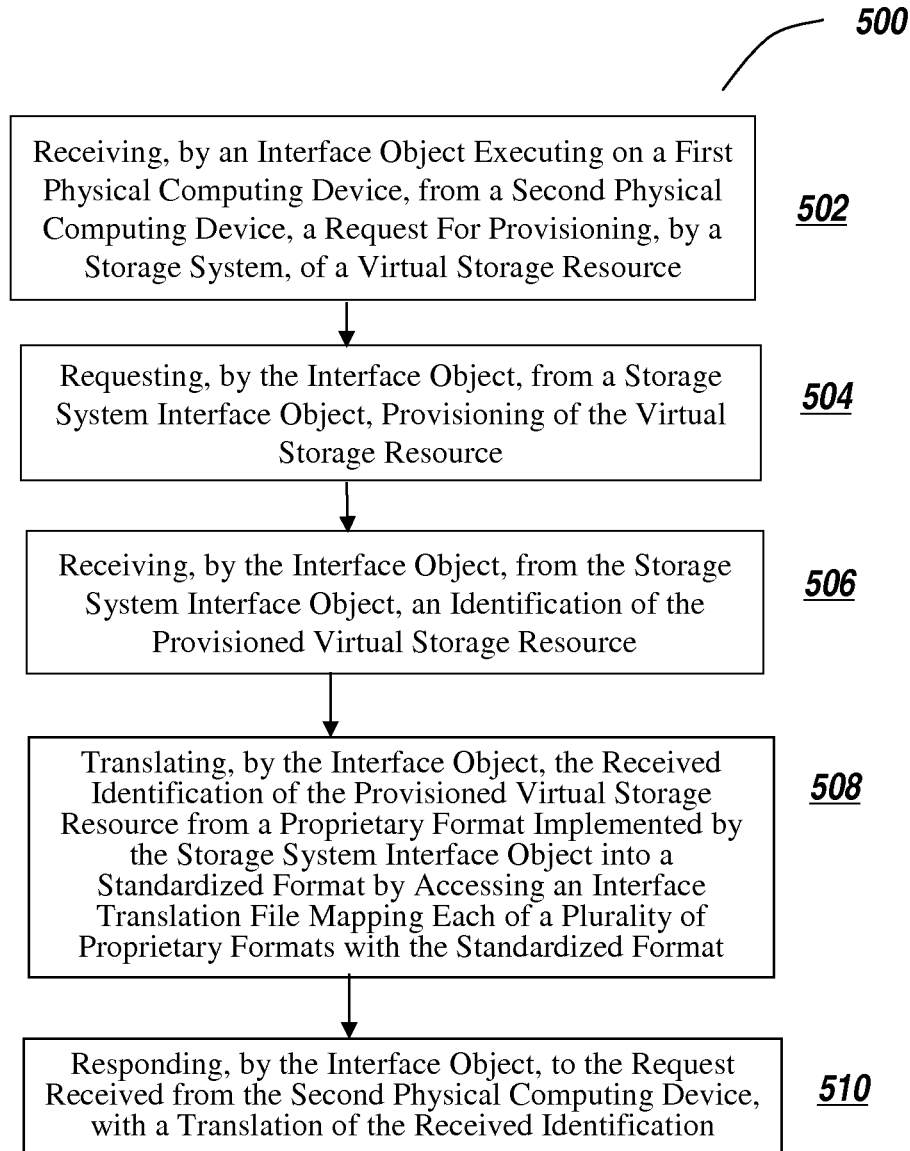 500
Receiving, by an Interface Object Executing on a First
Physical Computing Device, from a Second Physical
Computing Device, a Request For Provisioning, by a
Storage System, of a Virtual Storage Resource
502
Requesting, by the Interface Object, from a Storage
System Interface Object, Provisioning of the Virtual
Storage Resource
504
Receiving, by the Interface Object, from the Storage
System Interface Object, an Identification of the
Provisioned Virtual Storage Resource
506
Translating, by the Interface Object, the Received
Identification of the Provisioned Virtual Storage
Resource from a Proprietary Format Implemented by
the Storage System Interface Object into a
Standardized Format by Accessing an Interface
Translation File Mapping Each of a Plurality of
Proprietary Formats with the Standardized Format
508
Responding, by the Interface Object, to the Request
Received from the Second Physical Computing Device,
with a Translation of the Received Identification
510